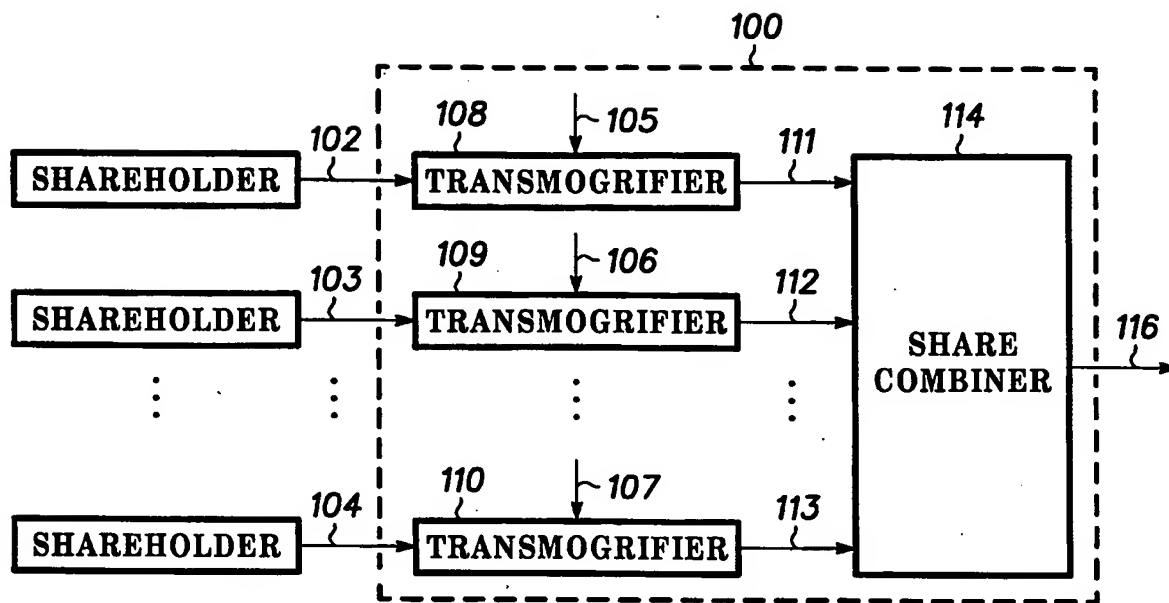 100
108
105
114
102
111
SHAREHOLDER
TRANSMOGRIFIER
109
106
103
112
SHAREHOLDER
TRANSMOGRIFIER
SHARE
COMBINER
116
110
107
104
113
SHAREHOLDER
TRANSMOGRIFIER